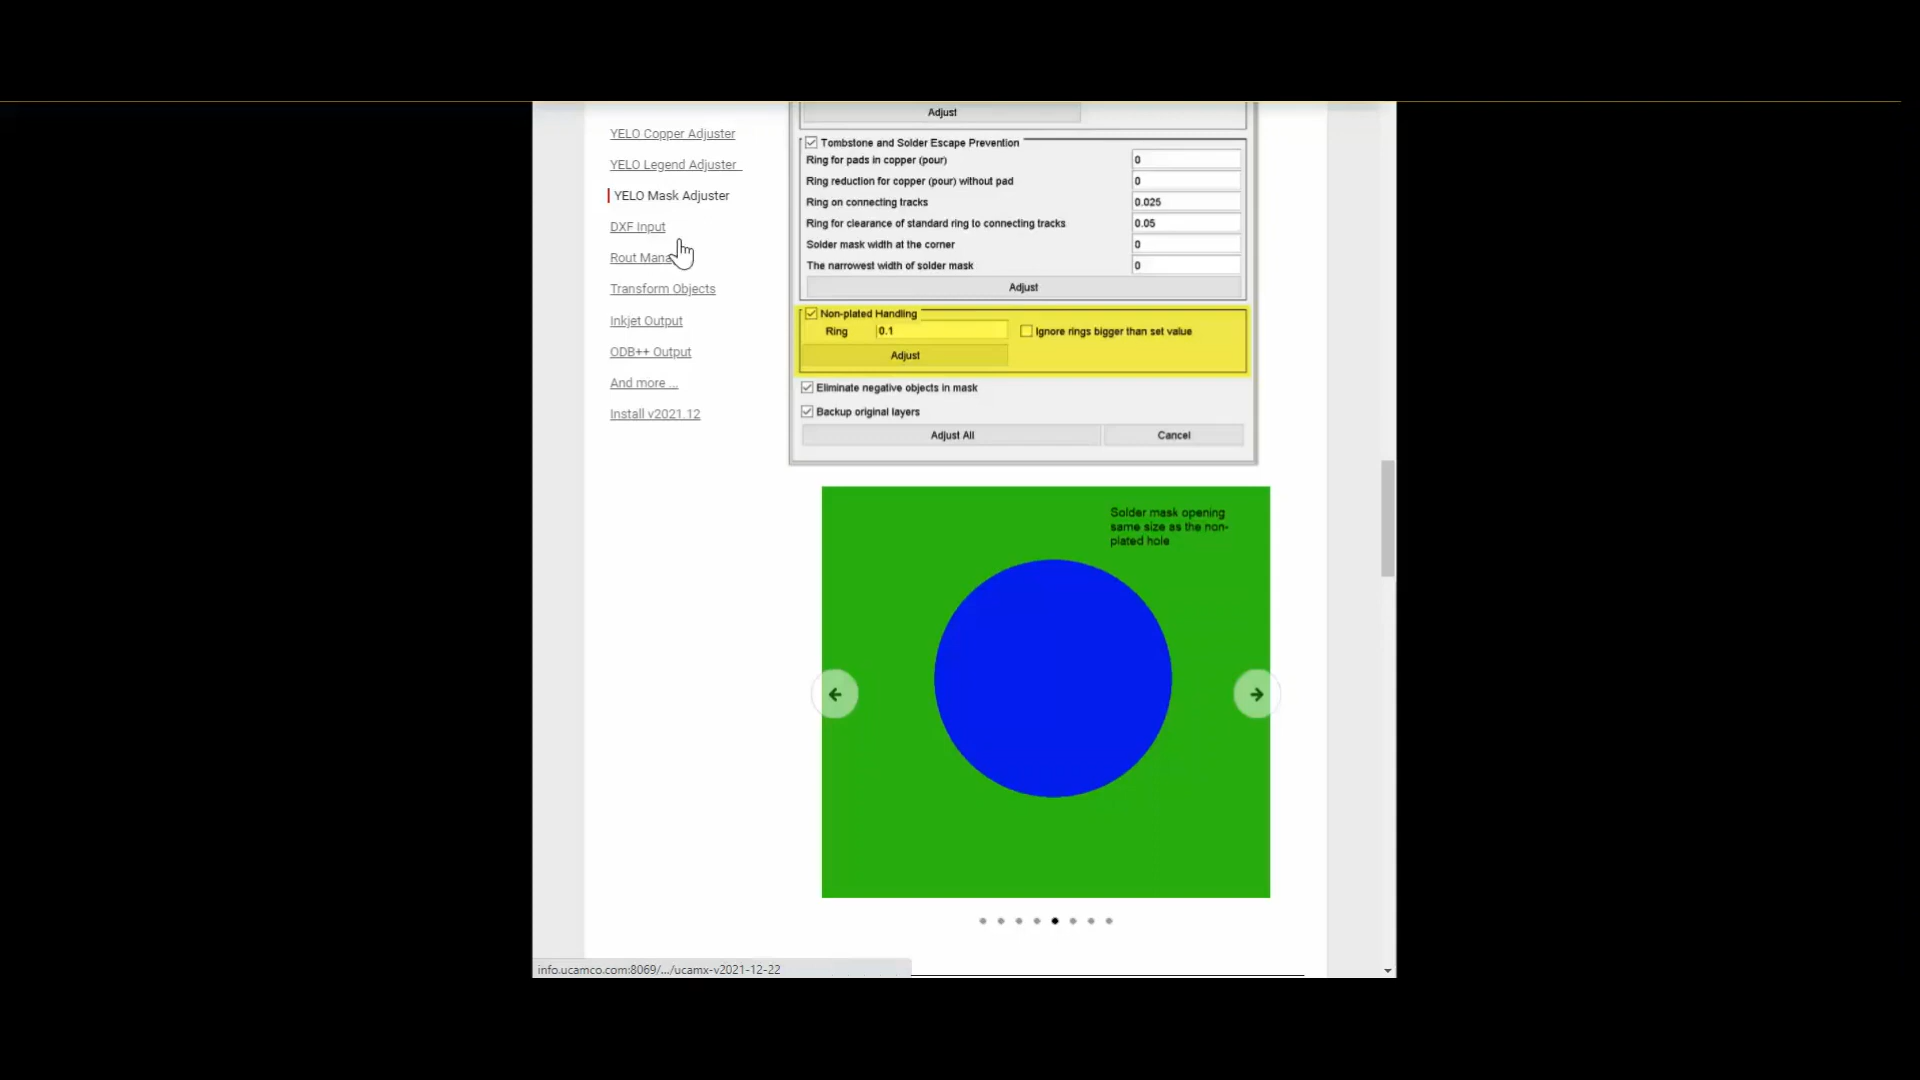 YELO Copper Adjuster
YELO Legend Adjuster
YELO Mask Adjuster
DXF Input
Rout Mana
Transform Objects
Inkjet Output
ODB++ Output
And more ...
Install v2021.12
Adjust
Tombstone and Solder Escape Prevention
Ring for pads in copper (pour) 0
Ring reduction for copper (pour) without pad 0
Ring on connecting tracks 0.025
Ring for clearance of standard ring to connecting tracks 0.05
Solder mask width at the corner 0
The narrowest width of solder mask 0
Adjust
Non-plated Handling
Ring 0.1 Ignore rings bigger than set value
Adjust
Eliminate negative objects in mask
Backup original layers
Adjust All Cancel
Solder mask opening
same size as the non-
plated hole
info.ucamco.com:8069/.../ucamx-v2021-12-22